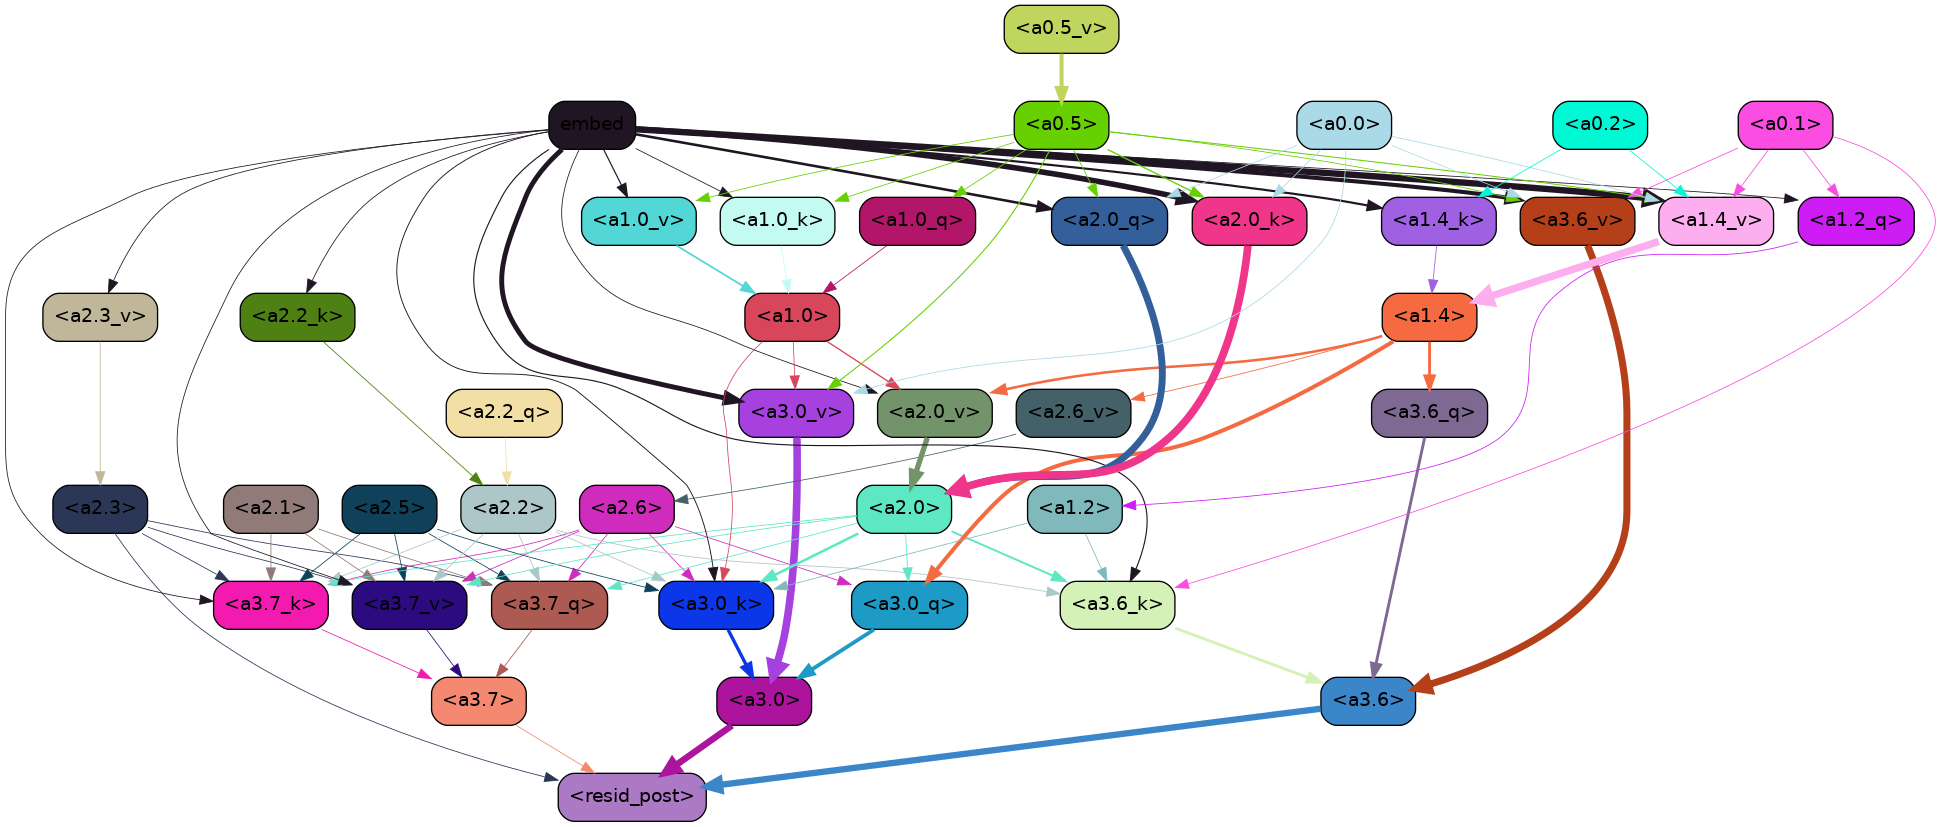 <a0.5_v>
embed
<a0.5>
<a0.0>
<a0.2>
<a0.1>
<a1.0_v>
<a1.0_k>
<a1.0_q>
<a2.0_q>
<a2.0_k>
<a1.4_k>
<a3.6_v>
<a1.4_v>
<a1.2_q>
<a2.3_v>
<a2.2_k>
<a1.0>
<a1.4>
<a2.2_q>
<a3.0_v>
<a2.0_v>
<a2.6_v>
<a3.6_q>
<a2.3>
<a2.1>
<a2.5>
<a2.2>
<a2.6>
<a2.0>
<a1.2>
<a3.7_k>
<a3.7_v>
<a3.7_q>
<a3.0_k>
<a3.0_q>
<a3.6_k>
<a3.7>
<a3.0>
<a3.6>
<resid_post>